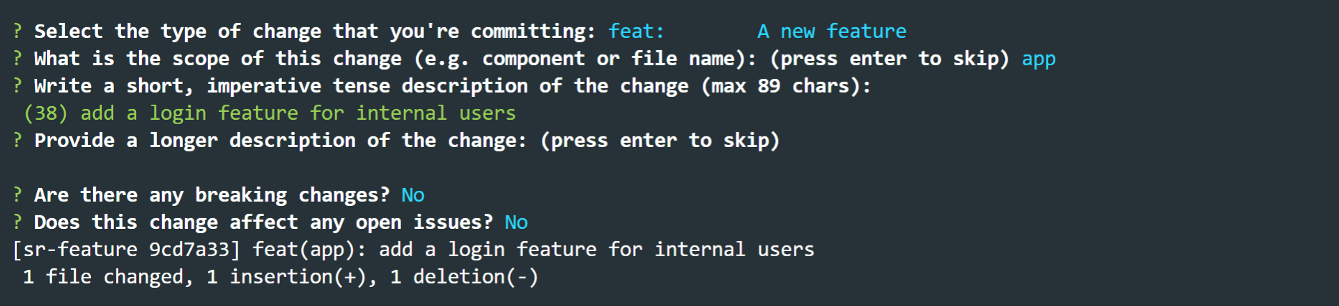 ? Select the type of change that you're committing: feat:        A new feature
? What is the scope of this change (e.g. component or file name): (press enter to skip) app
? Write a short, imperative tense description of the change (max 89 chars):
 (38) add a login feature for internal users
? Provide a longer description of the change: (press enter to skip)
? Are there any breaking changes? No
? Does this change affect any open issues? No
[sr-feature 9cd7a33] feat(app): add a login feature for internal users
 1 file changed, 1 insertion(+), 1 deletion(-)